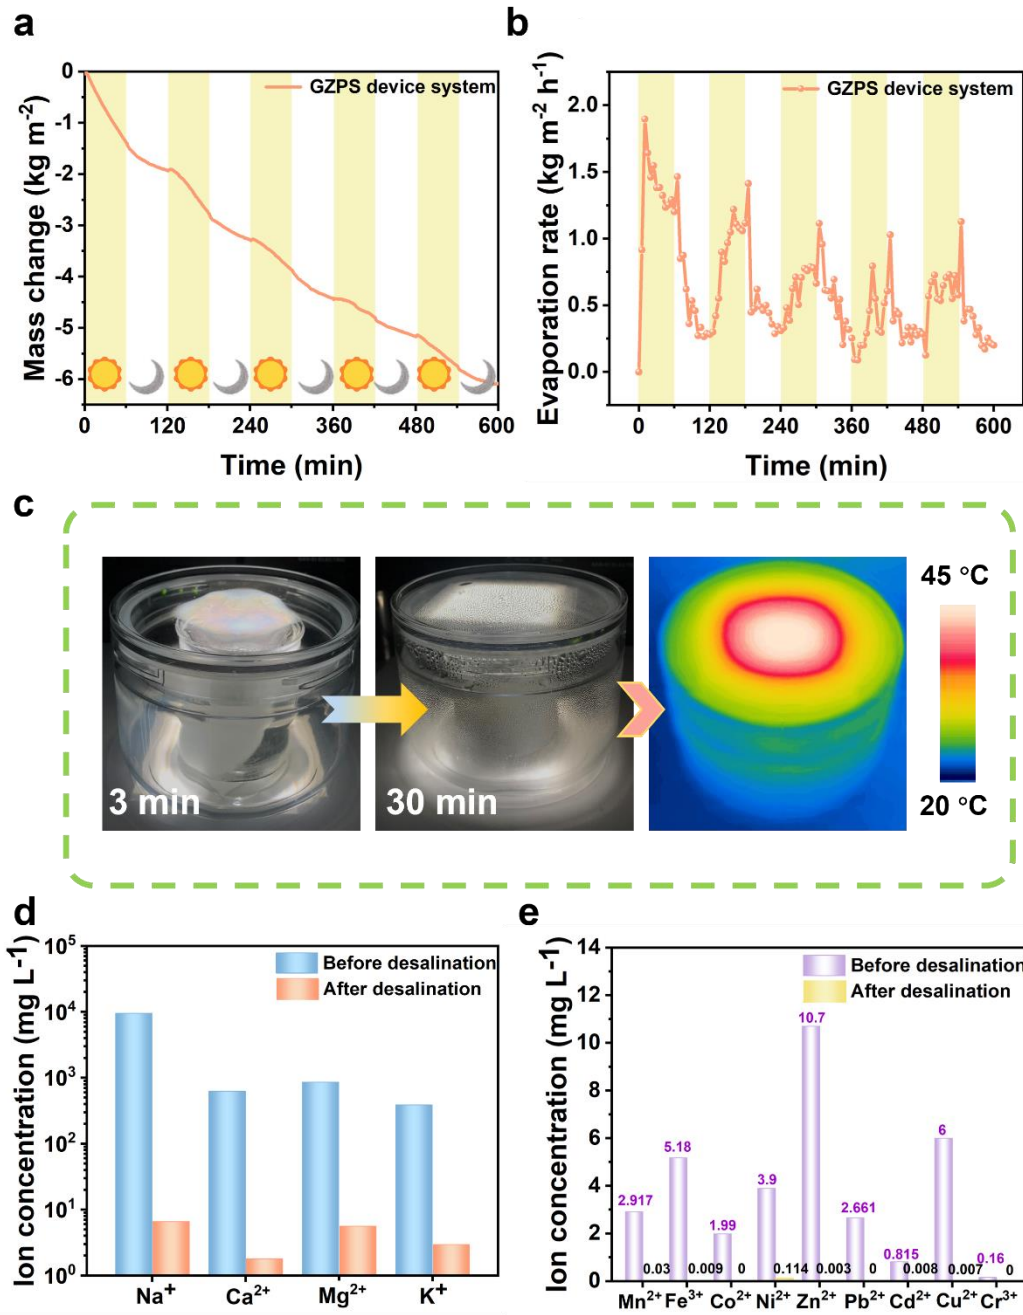 a
GZPS device system
Mass change (kg m-2)
0
-1
-2
-3
-4
-5
-6
0 120 240 360 480 600
Time (min)
b
GZPS device system
Evaporation rate (kg m-2 h-1)
2.0
1.5
1.0
0.5
0.0
0 120 240 360 480 600
Time (min)
c
3 min
30 min
45 °C
20 °C
d
Before desalination
After desalination
Ion concentration (mg L-1)
10⁵
10⁴
10³
10²
10¹
10⁰
Na⁺ Ca²⁺ Mg²⁺ K⁺
e
Before desalination
After desalination
Ion concentration (mg L-1)
14
12
10
8
6
4
2
0
2.917 0.03 5.18 0.009 1.99 0 3.9 0.114 10.7 0.003 2.661 0 0.815 0.008 6 0.007 0.16 0
Mn²⁺ Fe³⁺ Co²⁺ Ni²⁺ Zn²⁺ Pb²⁺ Cd²⁺ Cu²⁺ Cr³⁺